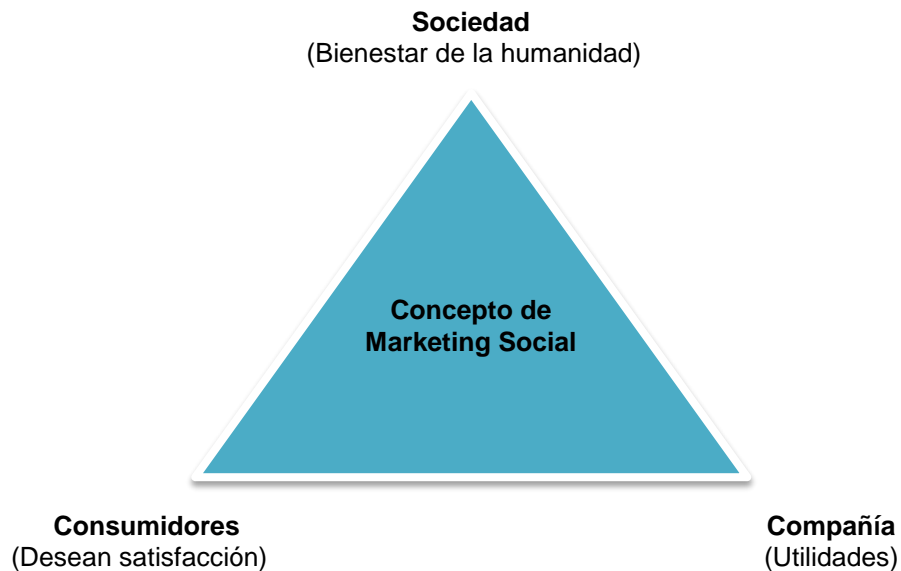 Sociedad
(Bienestar de la humanidad)
Concepto de
Marketing Social
Consumidores
(Desean satisfacción)
Compañía
(Utilidades)